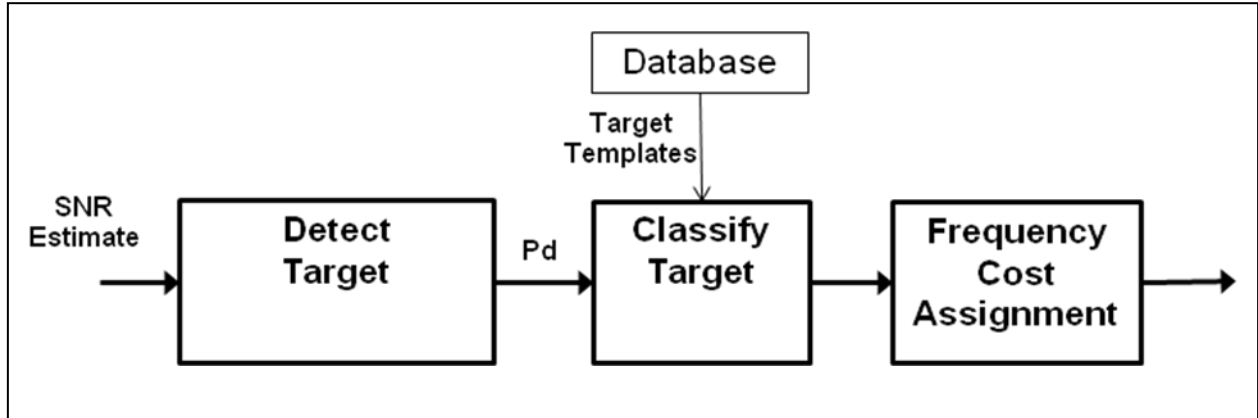 Database
Target
Templates
SNR
Estimate
Detect
Target
Pd
Classify
Target
Frequency
Cost
Assignment